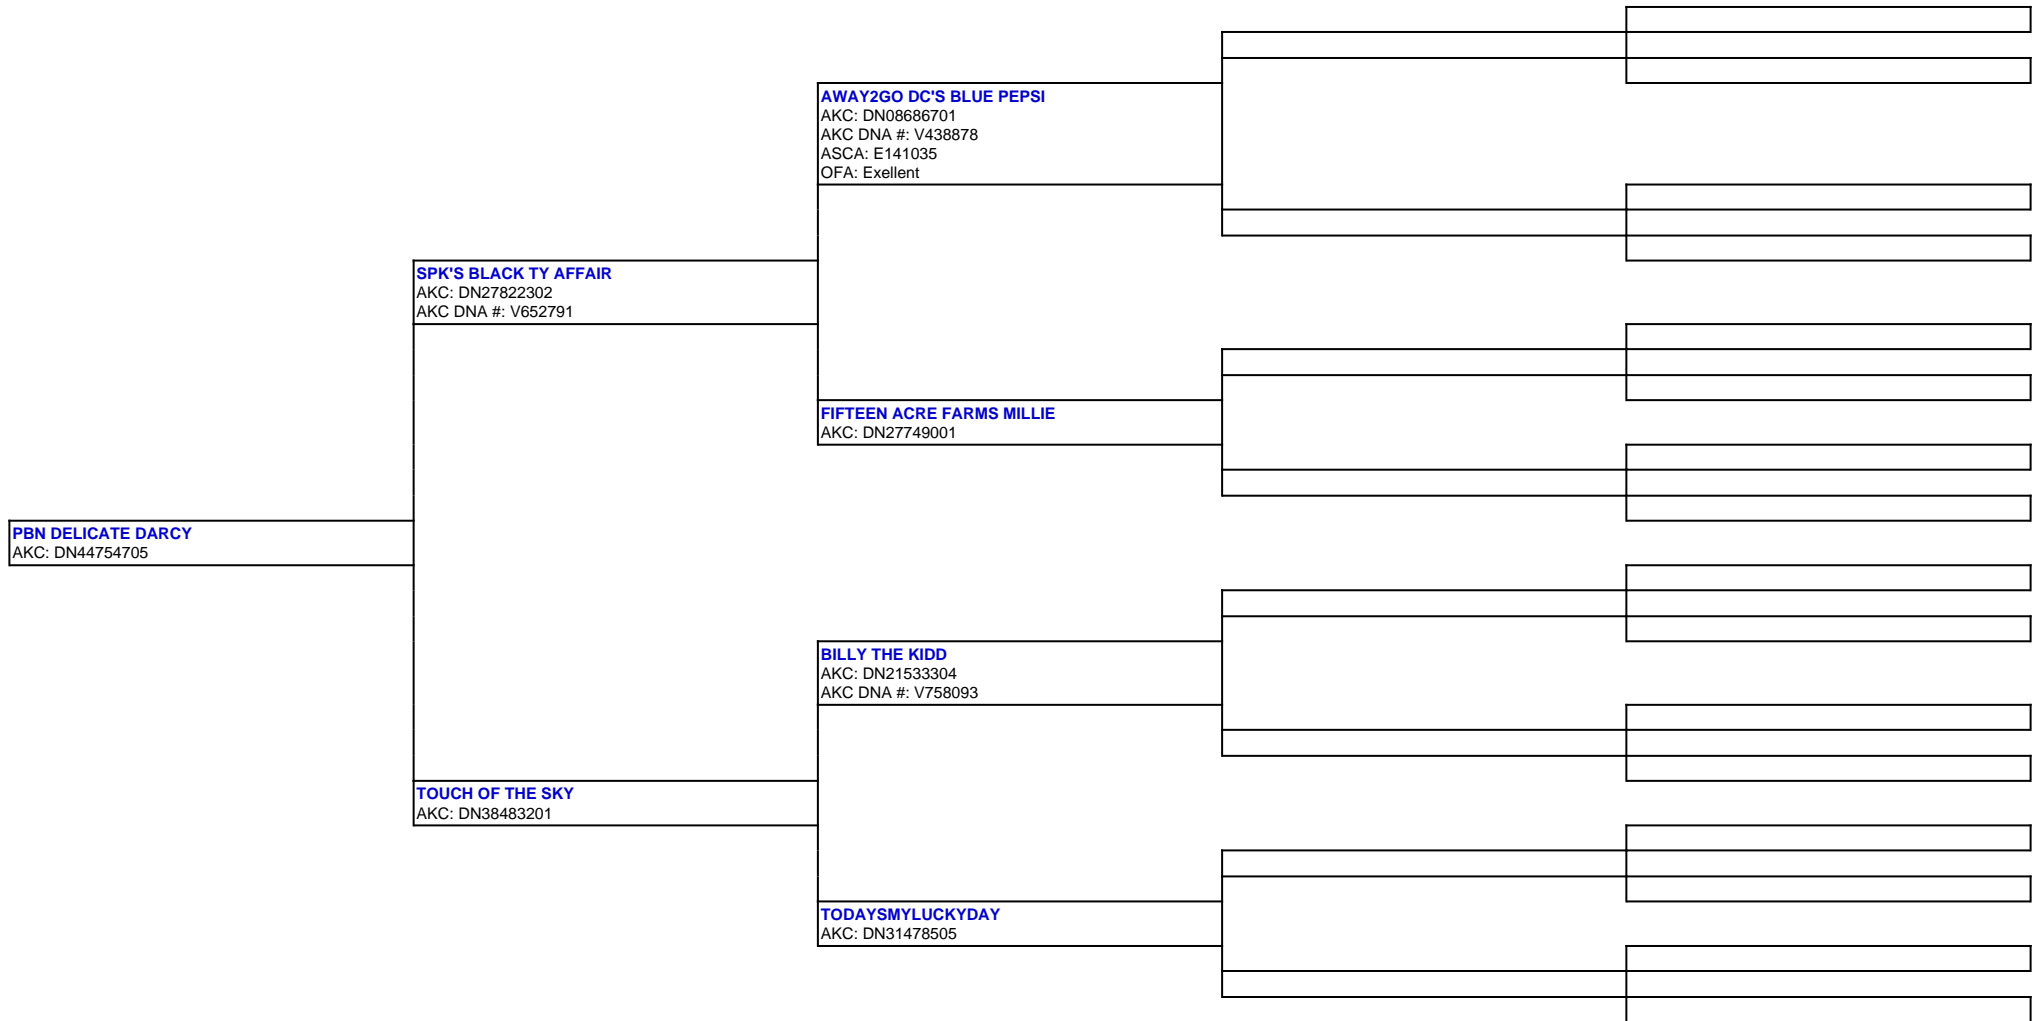 AWAY2GO DC'S BLUE PEPSI
AKC: DN08686701
AKC DNA #: V438878
ASCA: E141035
OFA: Exellent
SPK'S BLACK TY AFFAIR
AKC: DN27822302
AKC DNA #: V652791
FIFTEEN ACRE FARMS MILLIE
AKC: DN27749001
PBN DELICATE DARCY
AKC: DN44754705
BILLY THE KIDD
AKC: DN21533304
AKC DNA #: V758093
TOUCH OF THE SKY
AKC: DN38483201
TODAYSMYLUCKYDAY
AKC: DN31478505